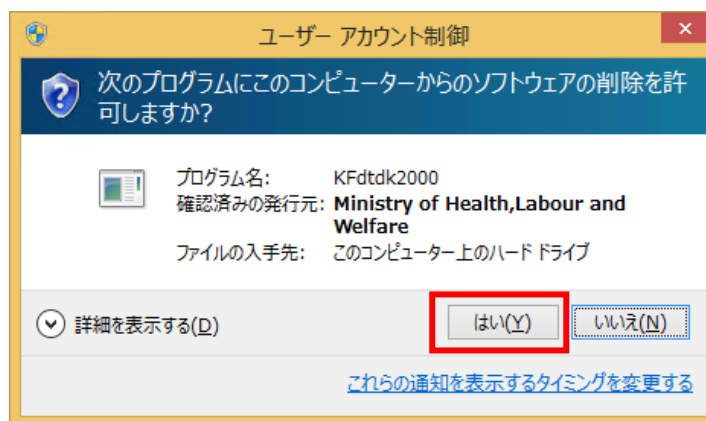 ユーザー アカウント制御
次のプログラムにこのコンピューターからのソフトウェアの削除を許
可しますか?
プログラム名: KFdtdk2000
確認済みの発行元: Ministry of Health,Labour and
Welfare
ファイルの入手先: このコンピューター上のハード ドライブ
詳細を表示する(D) はい(Y) いいえ(N)
これらの通知を表示するタイミングを変更する